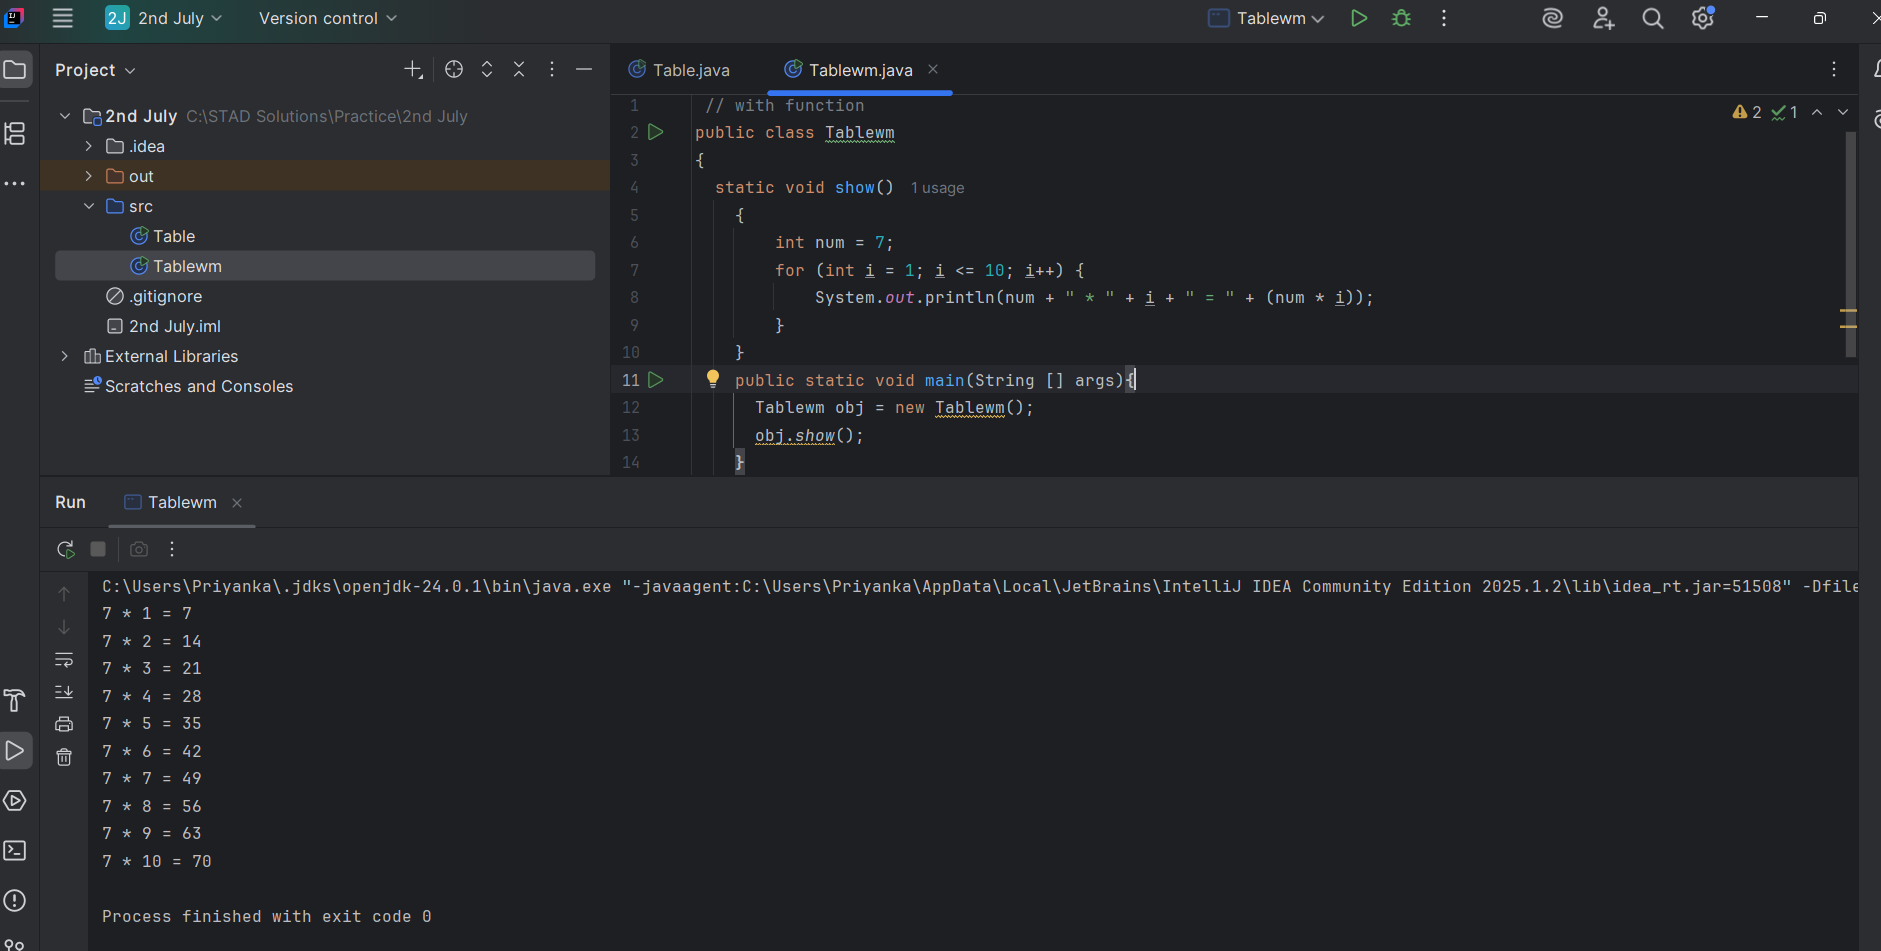 2J 2nd July Version control Tablewm
Project
2nd July C:\STAD Solutions\Practice\2nd July
.idea
out
src
Table
Tablewm
.gitignore
2nd July.iml
External Libraries
Scratches and Consoles
Table.java Tablewm.java
2 1
1 // with function
2 public class Tablewm
3 {
4 static void show() 1 usage
5 {
6 int num = 7;
7 for (int i = 1; i <= 10; i++) {
8 System.out.println(num + " * " + i + " = " + (num * i));
9 }
10 }
11 public static void main(String [] args){
12 Tablewm obj = new Tablewm();
13 obj.show();
14 }
Run Tablewm
C:\Users\Priyanka\.jdks\openjdk-24.0.1\bin\java.exe "-javaagent:C:\Users\Priyanka\AppData\Local\JetBrains\IntelliJ IDEA Community Edition 2025.1.2\lib\idea_rt.jar=51508" -Dfile
7 * 1 = 7
7 * 2 = 14
7 * 3 = 21
7 * 4 = 28
7 * 5 = 35
7 * 6 = 42
7 * 7 = 49
7 * 8 = 56
7 * 9 = 63
7 * 10 = 70
Process finished with exit code 0